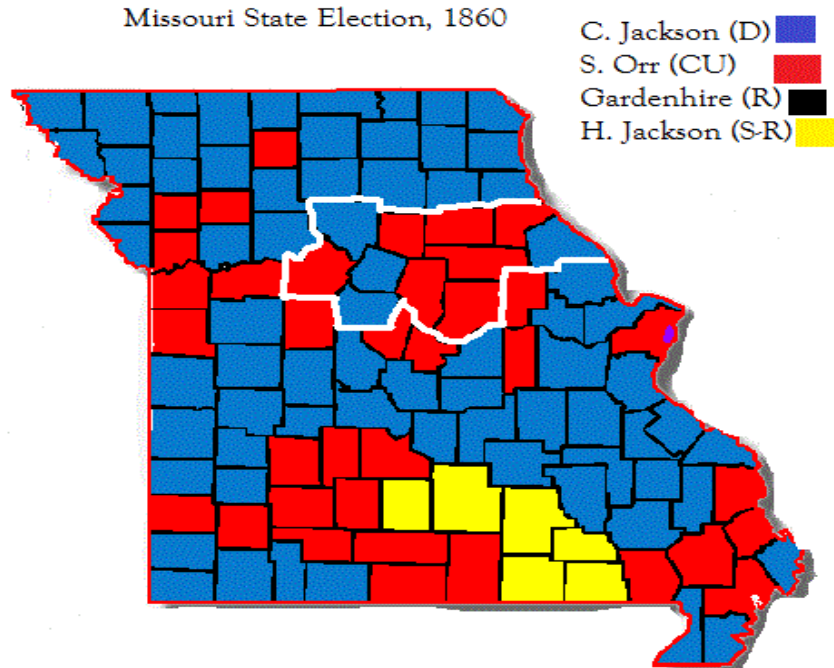 Missouri State Election, 1860
C. Jackson (D)
S. Orr (CU)
Gardenhire (R)
H. Jackson (S-R)